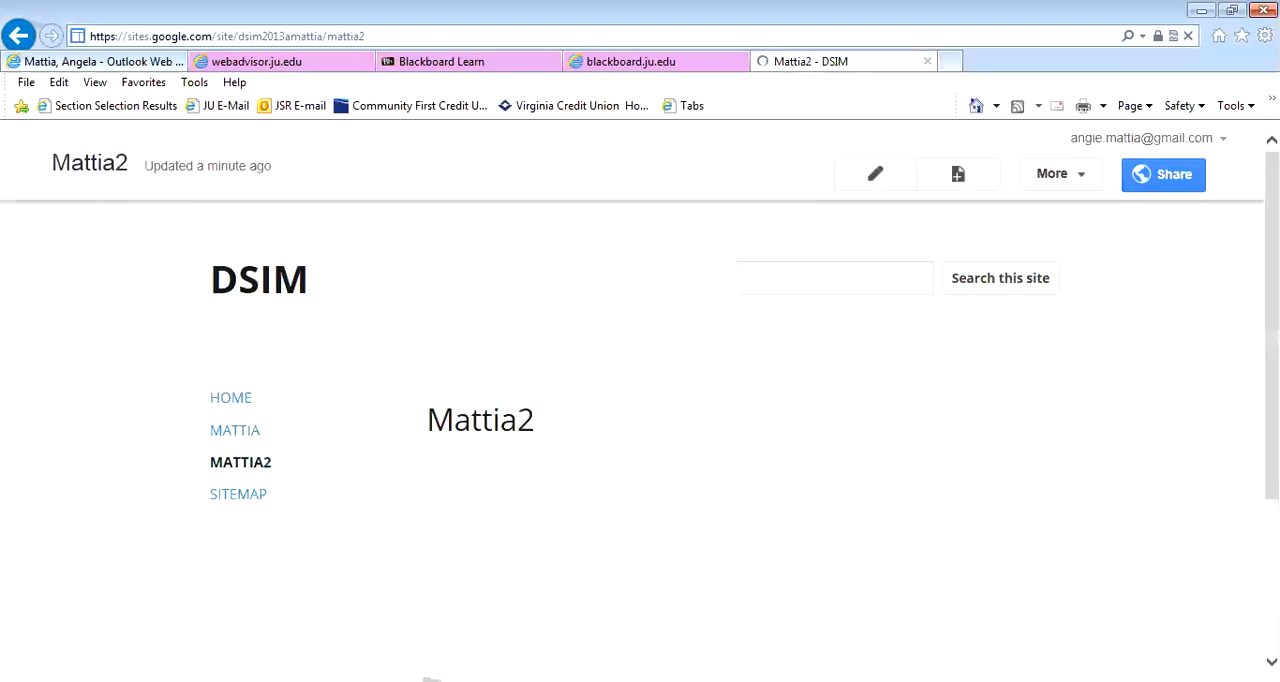 https://sites.google.com/site/dsim2013amattia/mattia2
Mattia, Angela - Outlook Web ... webadvisor.ju.edu Blackboard Learn blackboard.ju.edu Mattia2 - DSIM
File Edit View Favorites Tools Help
Section Selection Results JU E-Mail JSR E-mail Community First Credit U... Virginia Credit Union Ho... Tabs Page Safety Tools
angie.mattia@gmail.com
Mattia2 Updated a minute ago More Share
DSIM
Search this site
HOME
Mattia2
MATTIA
MATTIA2
SITEMAP